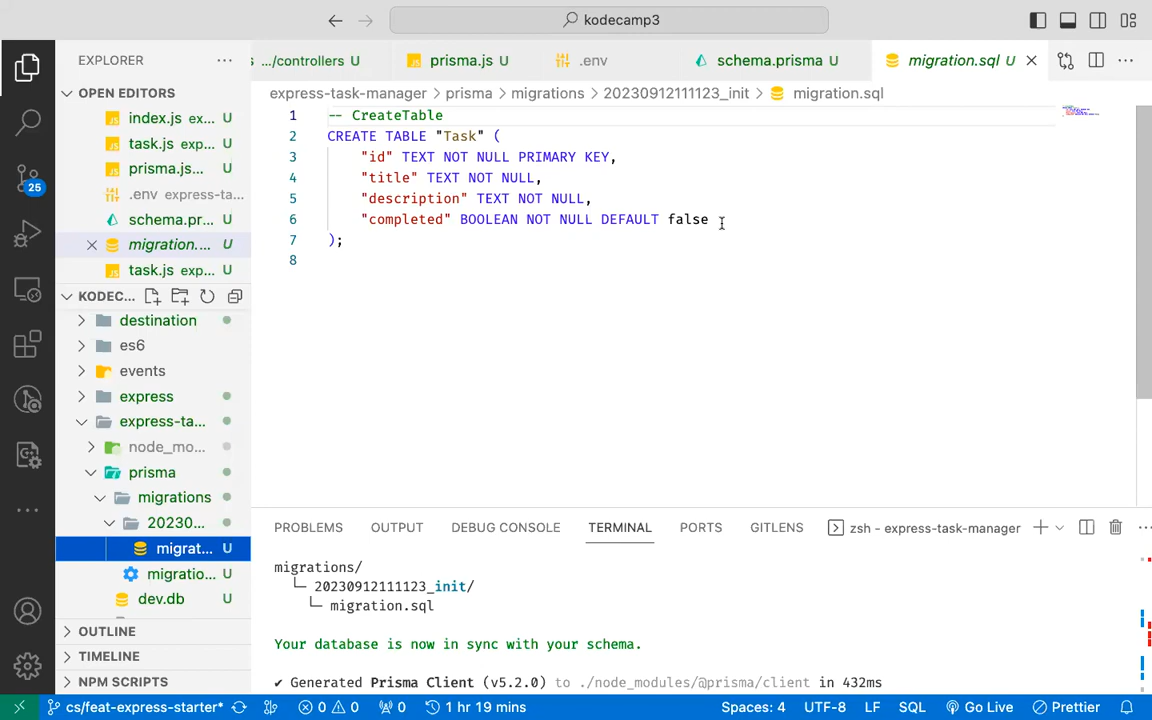 kodecamp3
EXPLORER
.../controllers U
prisma.js U
.env
schema.prisma U
migration.sql U
OPEN EDITORS
express-task-manager > prisma > migrations > 20230912111123_init > migration.sql
index.js ex... U
task.js exp... U
prisma.js... U
.env express-ta...
schema.pr... U
migration.... U
task.js exp... U
1 -- CreateTable
2 CREATE TABLE "Task" (
3 "id" TEXT NOT NULL PRIMARY KEY,
4 "title" TEXT NOT NULL,
5 "description" TEXT NOT NULL,
6 "completed" BOOLEAN NOT NULL DEFAULT false
7 );
8
25
KODEC...
destination
es6
events
express
express-ta...
node_mo...
prisma
migrations
20230...
migrat... U
migratio... U
dev.db U
OUTLINE
TIMELINE
NPM SCRIPTS
PROBLEMS OUTPUT DEBUG CONSOLE TERMINAL PORTS GITLENS zsh - express-task-manager
migrations/
└─ 20230912111123_init/
└─ migration.sql
Your database is now in sync with your schema.
✔ Generated Prisma Client (v5.2.0) to ./node_modules/@prisma/client in 432ms
cs/feat-express-starter* 0 0 0 1 hr 19 mins Spaces: 4 UTF-8 LF SQL Go Live Prettier